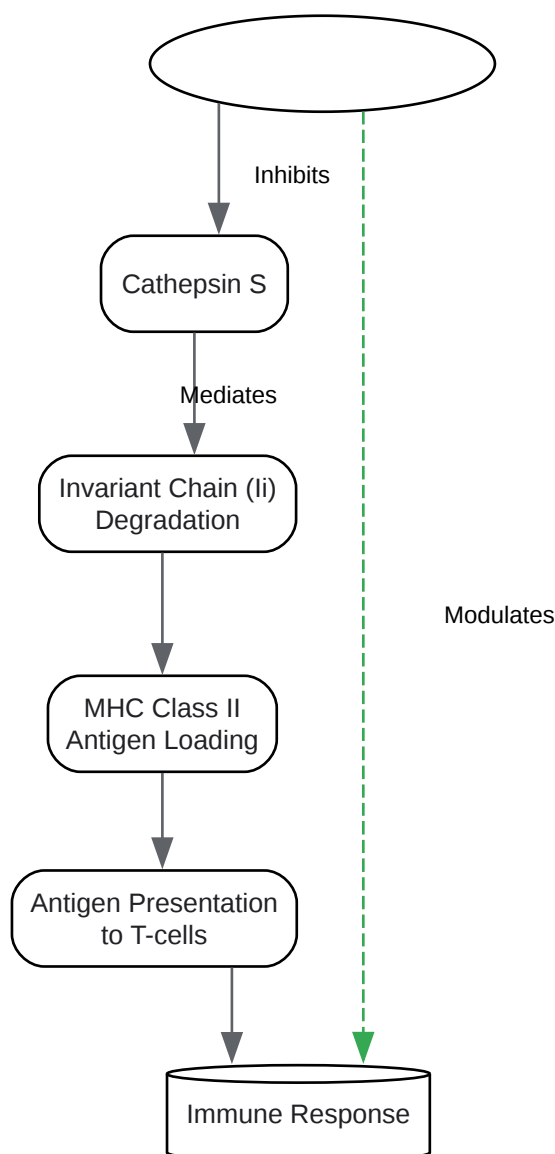 Inhibits
Cathepsin S
Mediates
Invariant Chain (Ii)
Degradation
Modulates
MHC Class II
Antigen Loading
Antigen Presentation
to T-cells
Immune Response